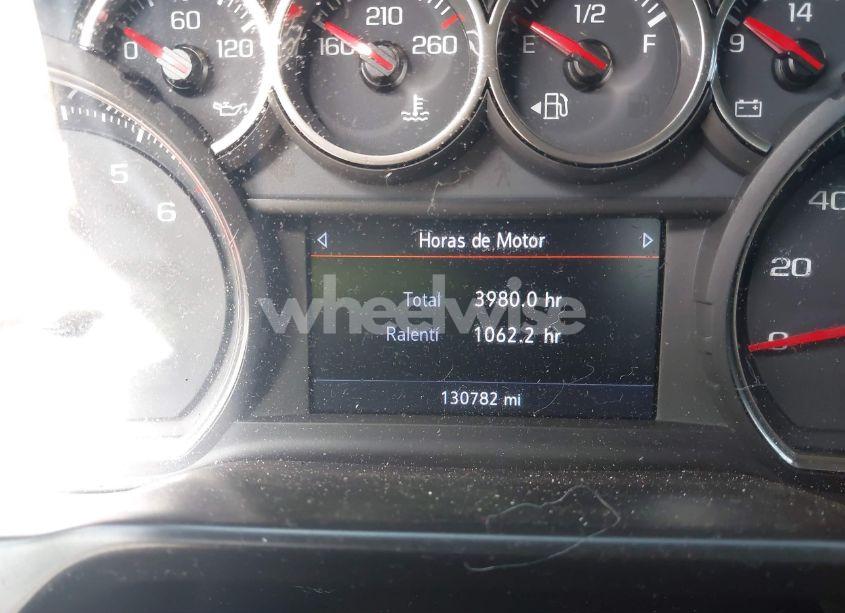 0 60 120
160 210 260
E 1/2 F
9 14
5
6
40
20
0
Horas de Motor
Total 3980.0 hr
wheelwise
Ralentí 1062.2 hr
130782 mi